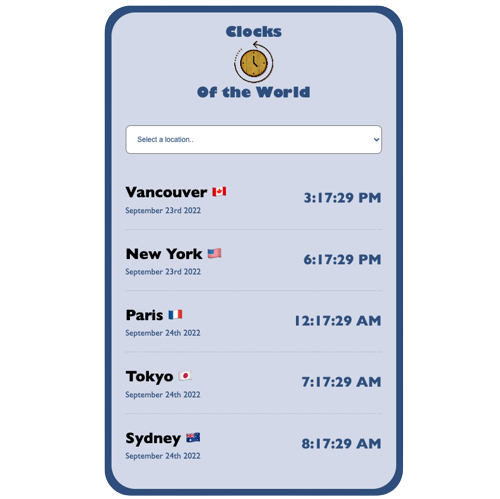 Clocks
Of the World
Select a location..
Vancouver 3:17:29 PM
September 23rd 2022
New York 6:17:29 PM
September 23rd 2022
Paris 12:17:29 AM
September 24th 2022
Tokyo 7:17:29 AM
September 24th 2022
Sydney 8:17:29 AM
September 24th 2022